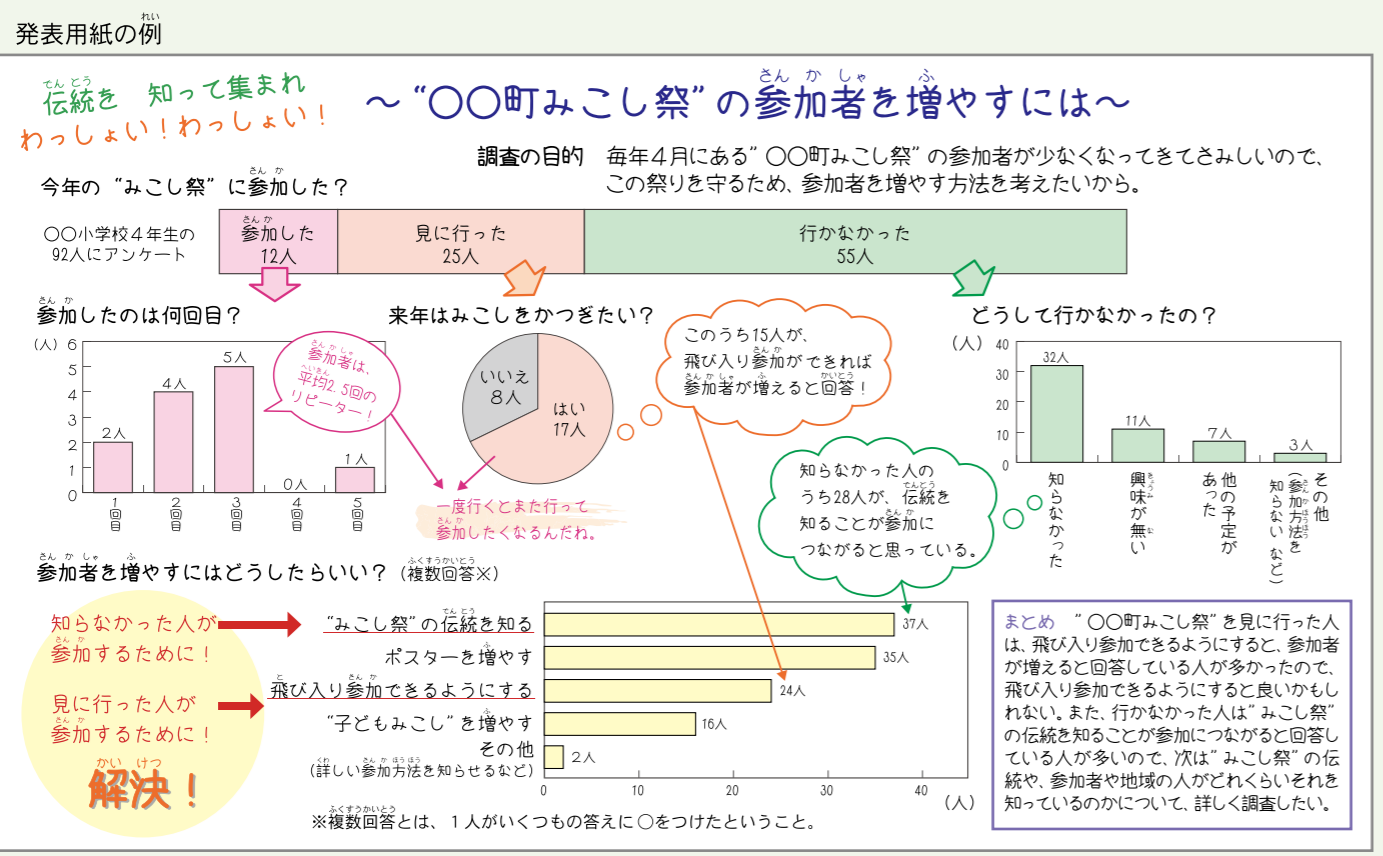 発表用紙の例
伝統を 知って集まれ
わっしょい！わっしょい！
～“〇〇町みこし祭”の参加者を増やすには～
調査の目的 毎年４月にある”〇〇町みこし祭”の参加者が少なくなってきてさみしいので、
この祭りを守るため、参加者を増やす方法を考えたいから。
今年の“みこし祭”に参加した？
〇〇小学校４年生の
92人にアンケート
参加した
12人
見に行った
25人
行かなかった
55人
参加したのは何回目？
（人）
6
5
4
3
2
1
0
2人
4人
5人
0人
1人
1回目
2回目
3回目
4回目
5回目
参加者は、
平均2.5回の
リピーター！
来年はみこしをかつぎたい？
いいえ
8人
はい
17人
一度行くとまた行って
参加したくなるんだね。
このうち15人が、
飛び入り参加ができれば
参加者が増えると回答！
どうして行かなかったの？
（人）
40
30
20
10
0
32人
11人
7人
3人
知らなかった
興味が無い
他の予定が
あった
その他
（参加方法を
知らない など）
知らなかった人の
うち28人が、伝統を
知ることが参加に
つながると思っている。
参加者を増やすにはどうしたらいい？（複数回答※）
知らなかった人が
参加するために！
見に行った人が
参加するために！
解決！
“みこし祭”の伝統を知る
37人
ポスターを増やす
35人
飛び入り参加できるようにする
24人
“子どもみこし”を増やす
16人
その他
（詳しい参加方法を知らせるなど）
2人
0 10 20 30 40
（人）
※複数回答とは、１人がいくつもの答えに〇をつけたということ。
まとめ ”〇〇町みこし祭”を見に行った人
は、飛び入り参加できるようにすると、参加者
が増えると回答している人が多かったので、
飛び入り参加できるようにすると良いかもし
れない。また、行かなかった人は”みこし祭”
の伝統を知ることが参加につながると回答し
ている人が多いので、次は”みこし祭”の伝
統や、参加者や地域の人がどれくらいそれを
知っているのかについて、詳しく調査したい。